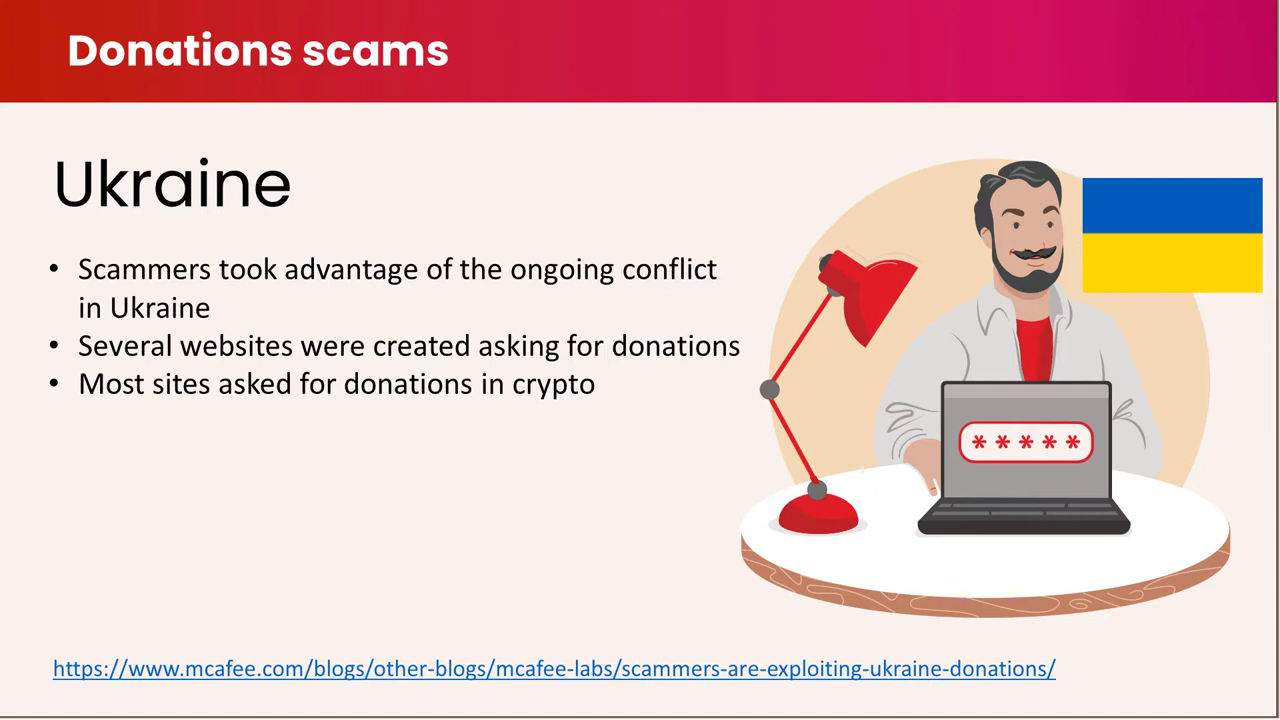 Donations scams
Ukraine
• Scammers took advantage of the ongoing conflict
in Ukraine
• Several websites were created asking for donations
• Most sites asked for donations in crypto
*****
https://www.mcafee.com/blogs/other-blogs/mcafee-labs/scammers-are-exploiting-ukraine-donations/